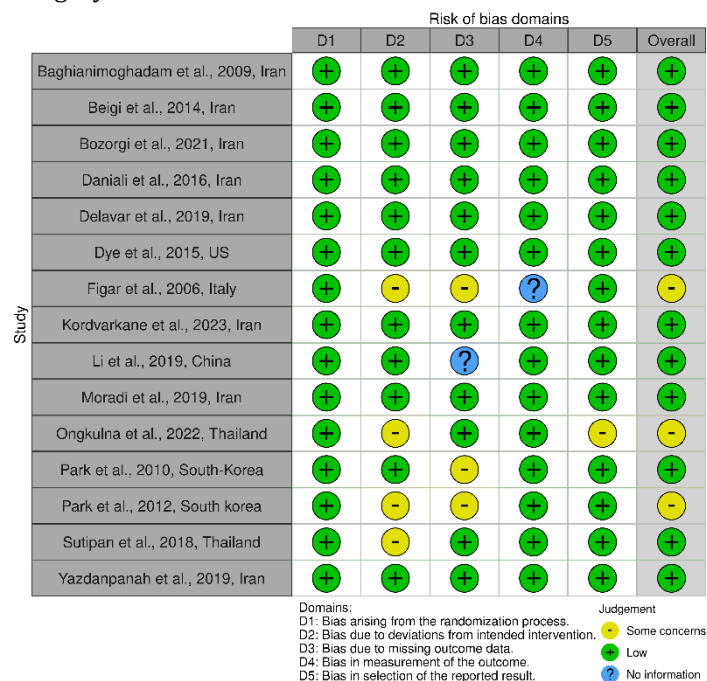 Risk of bias domains
D1 D2 D3 D4 D5 Overall
Study
Baghianimoghadam et al., 2009, Iran + + + + + +
Beigi et al., 2014, Iran + + + + + +
Bozorgi et al., 2021, Iran + + + + + +
Daniali et al., 2016, Iran + + + + + +
Delavar et al., 2019, Iran + + + + + +
Dye et al., 2015, US + + + + + +
Figar et al., 2006, Italy + - - ? + -
Kordvarkane et al., 2023, Iran + + + + + +
Li et al., 2019, China + + ? + + +
Moradi et al., 2019, Iran + + + + + +
Ongkulna et al., 2022, Thailand + - + + - -
Park et al., 2010, South-Korea + + - + + +
Park et al., 2012, South korea + - - + + -
Sutipan et al., 2018, Thailand + - + + + +
Yazdanpanah et al., 2019, Iran + + + + + +
Domains:
D1: Bias arising from the randomization process.
D2: Bias due to deviations from intended intervention.
D3: Bias due to missing outcome data.
D4: Bias in measurement of the outcome.
D5: Bias in selection of the reported result.
Judgement
- Some concerns
+ Low
? No information